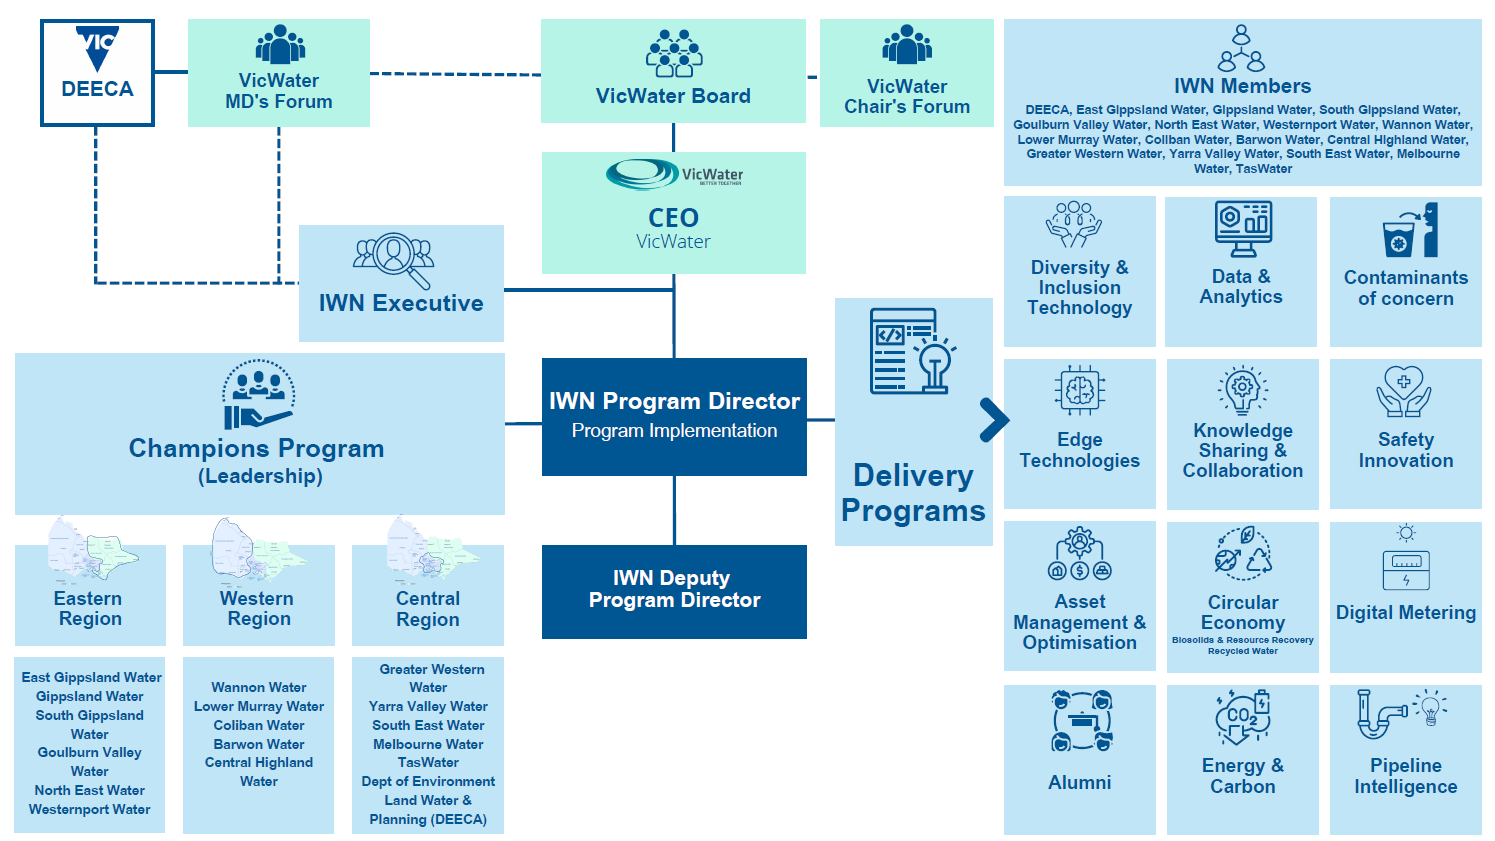 VIC
DEECA
VicWater
MD's Forum
VicWater Board
VicWater
Chair's Forum
IWN Members
DEECA, East Gippsland Water, Gippsland Water, South Gippsland Water,
Goulburn Valley Water, North East Water, Westernport Water, Wannon Water,
Lower Murray Water, Coliban Water, Barwon Water, Central Highland Water,
Greater Western Water, Yarra Valley Water, South East Water, Melbourne
Water, TasWater
VicWater
BETTER TOGETHER
CEO
VicWater
IWN Executive
Champions Program
(Leadership)
IWN Program Director
Program Implementation
IWN Deputy
Program Director
Delivery
Programs
Eastern
Region
Western
Region
Central
Region
East Gippsland Water
Gippsland Water
South Gippsland
Water
Goulburn Valley
Water
North East Water
Westernport Water
Wannon Water
Lower Murray Water
Coliban Water
Barwon Water
Central Highland
Water
Greater Western
Water
Yarra Valley Water
South East Water
Melbourne Water
TasWater
Dept of Environment
Land Water &
Planning (DEECA)
Diversity &
Inclusion
Technology
Data &
Analytics
Contaminants
of concern
Edge
Technologies
Knowledge
Sharing &
Collaboration
Safety
Innovation
Asset
Management &
Optimisation
Circular
Economy
Biosolids & Resource Recovery
Recycled Water
Digital Metering
Alumni
CO2
Energy &
Carbon
Pipeline
Intelligence